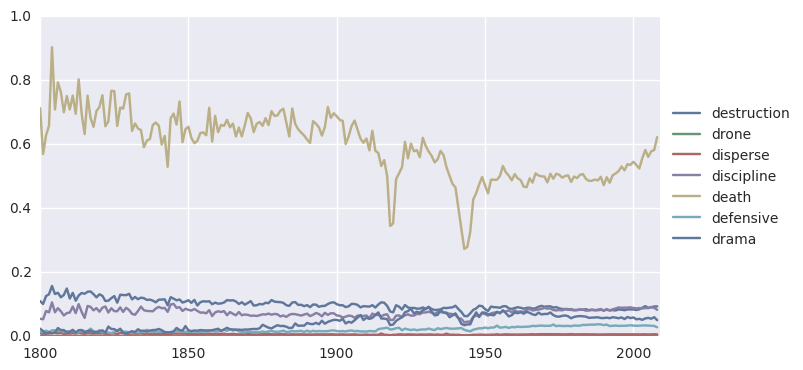 1.0
0.8
0.6
0.4
0.2
0.0
1800
1850
1900
1950
2000
destruction
drone
disperse
discipline
death
defensive
drama